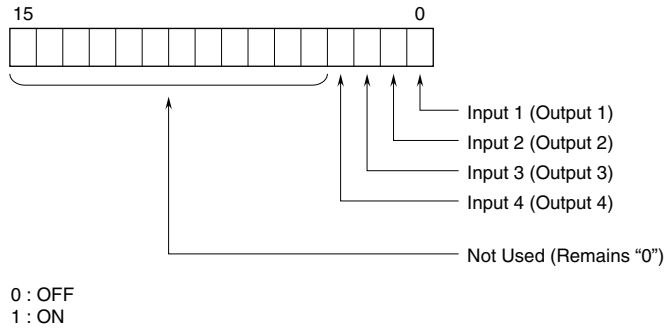 15 0
Input 1 (Output 1)
Input 2 (Output 2)
Input 3 (Output 3)
Input 4 (Output 4)
Not Used (Remains “0”)
0 : OFF
1 : ON